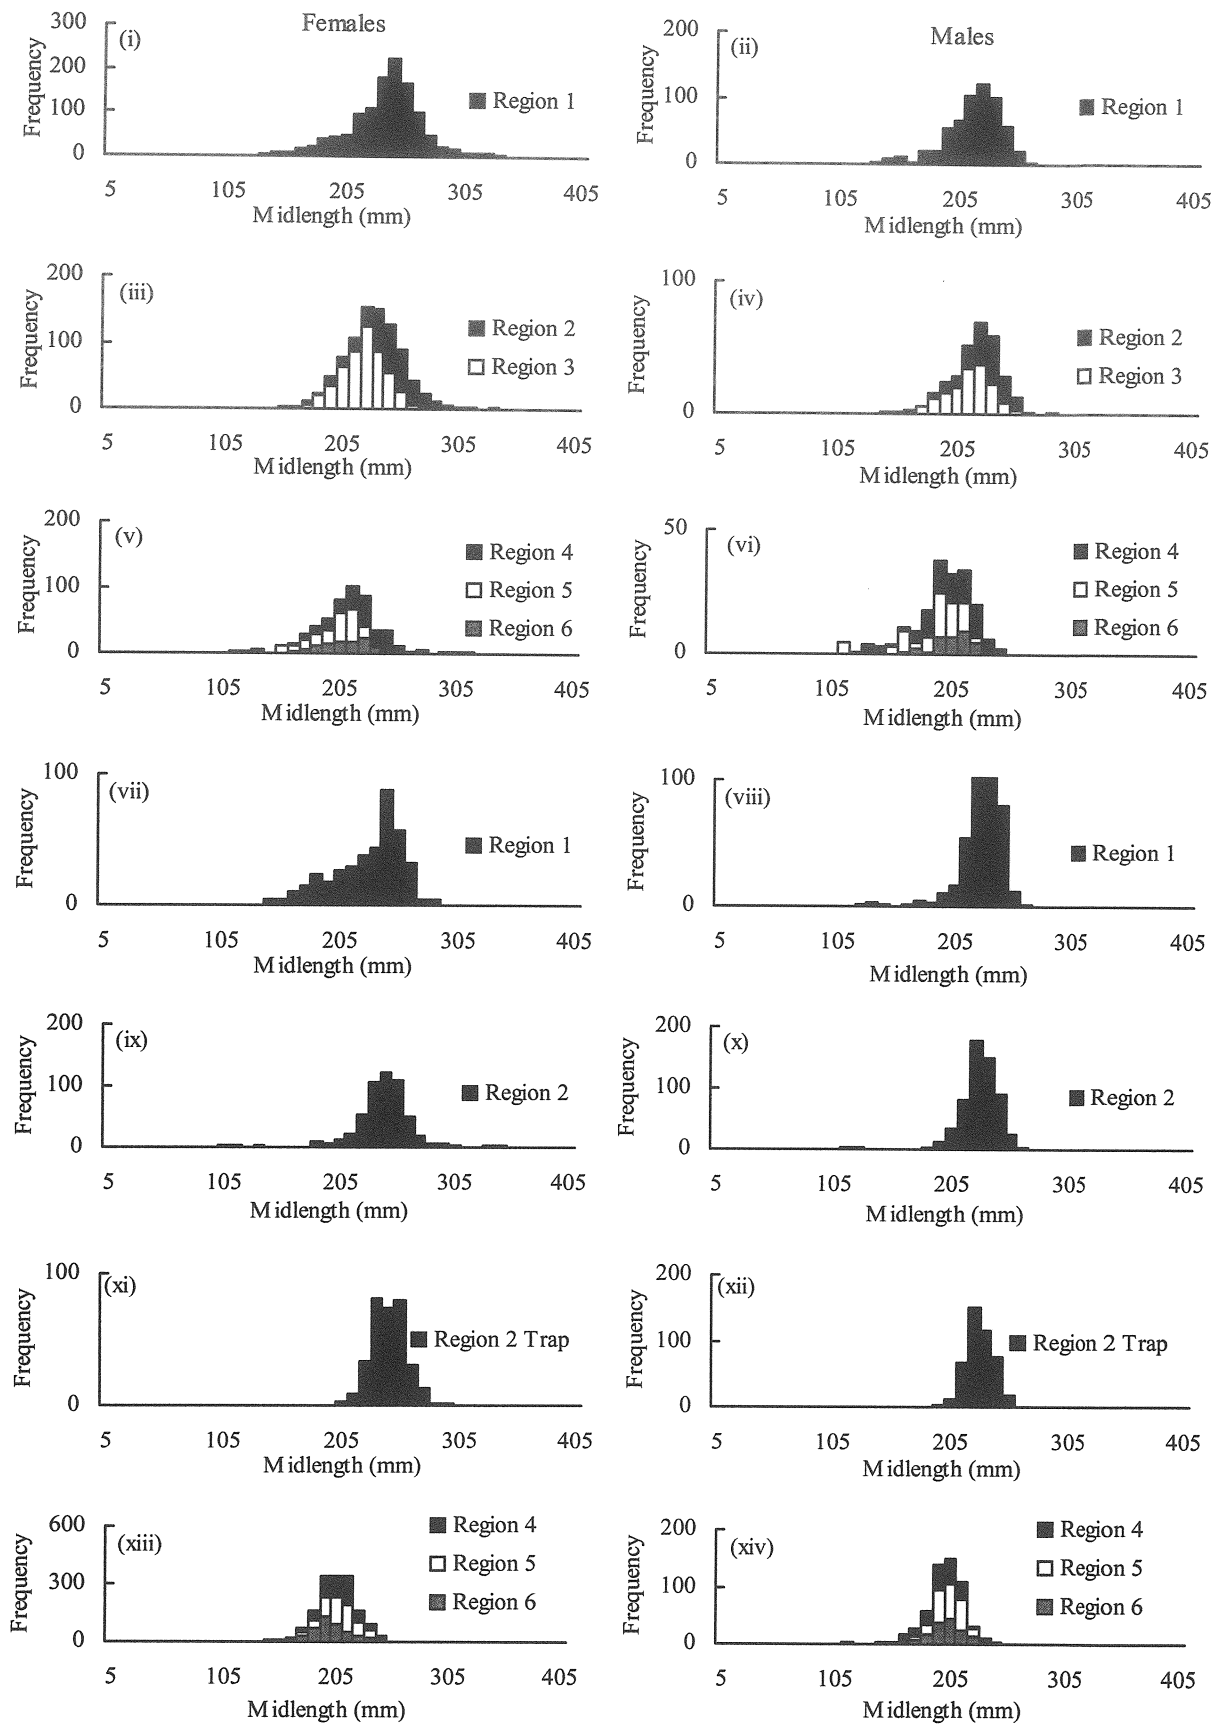 Females
Males
300
(i)
200
100
0
Frequency
Region 1
5 105 205 305 405
Midlength (mm)
200
(ii)
100
0
Frequency
Region 1
5 105 205 305 405
Midlength (mm)
200
(iii)
100
0
Frequency
Region 2
Region 3
5 105 205 305 405
Midlength (mm)
100
(iv)
50
0
Frequency
Region 2
Region 3
5 105 205 305 405
Midlength (mm)
200
(v)
100
0
Frequency
Region 4
Region 5
Region 6
5 105 205 305 405
Midlength (mm)
50
(vi)
0
Frequency
Region 4
Region 5
Region 6
5 105 205 305 405
Midlength (mm)
100
(vii)
0
Frequency
Region 1
5 105 205 305 405
Midlength (mm)
100
(viii)
0
Frequency
Region 1
5 105 205 305 405
Midlength (mm)
200
(ix)
100
0
Frequency
Region 2
5 105 205 305 405
Midlength (mm)
200
(x)
100
0
Frequency
Region 2
5 105 205 305 405
Midlength (mm)
100
(xi)
0
Frequency
Region 2 Trap
5 105 205 305 405
Midlength (mm)
200
(xii)
100
0
Frequency
Region 2 Trap
5 105 205 305 405
Midlength (mm)
600
(xiii)
300
0
Frequency
Region 4
Region 5
Region 6
5 105 205 305 405
Midlength (mm)
200
(xiv)
100
0
Frequency
Region 4
Region 5
Region 6
5 105 205 305 405
Midlength (mm)